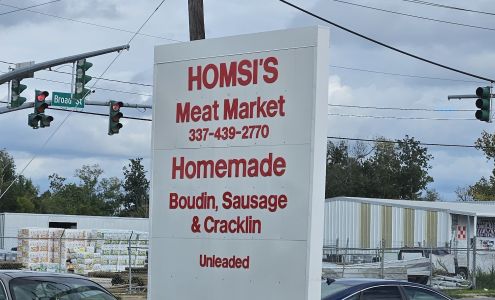 Broad St
HOMSI'S
Meat Market
337-439-2770
Homemade
Boudin, Sausage
& Cracklin
Unleaded